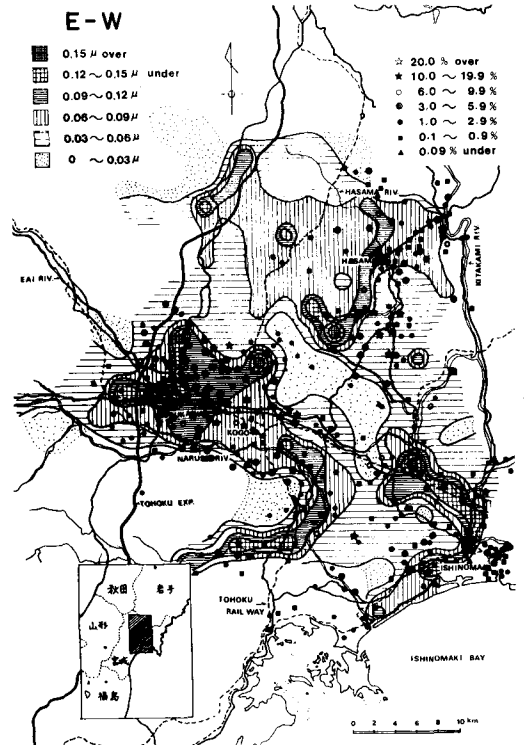 E-W
0.15 μ over
0.12～0.15 μ under
0.09～0.12 μ
0.06～0.09 μ
0.03～0.06 μ
0 ～0.03 μ
☆ 20.0 % over
★ 10.0 ～ 19.9 %
○ 6.0 ～ 9.9 %
3.0 ～ 5.9 %
● 1.0 ～ 2.9 %
■ 0.1 ～ 0.9 %
▲ 0.09 % under
HASAMA RIV.
KITAKAMI RIV.
EAI RIV.
TOHOKU EXP.
TOHOKU
RAIL WAY
ISHINOMAKI BAY
秋田
岩手
山形
宮城
福島
0 2 4 6 8 10 km